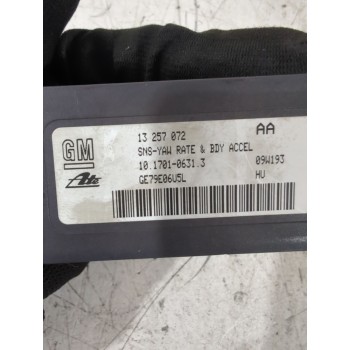 GM
13 257 072 AA
SNS-YAW RATE & BDY ACCEL
10.1701-0631.3 09W193
Ate
GE79E06U5L HU